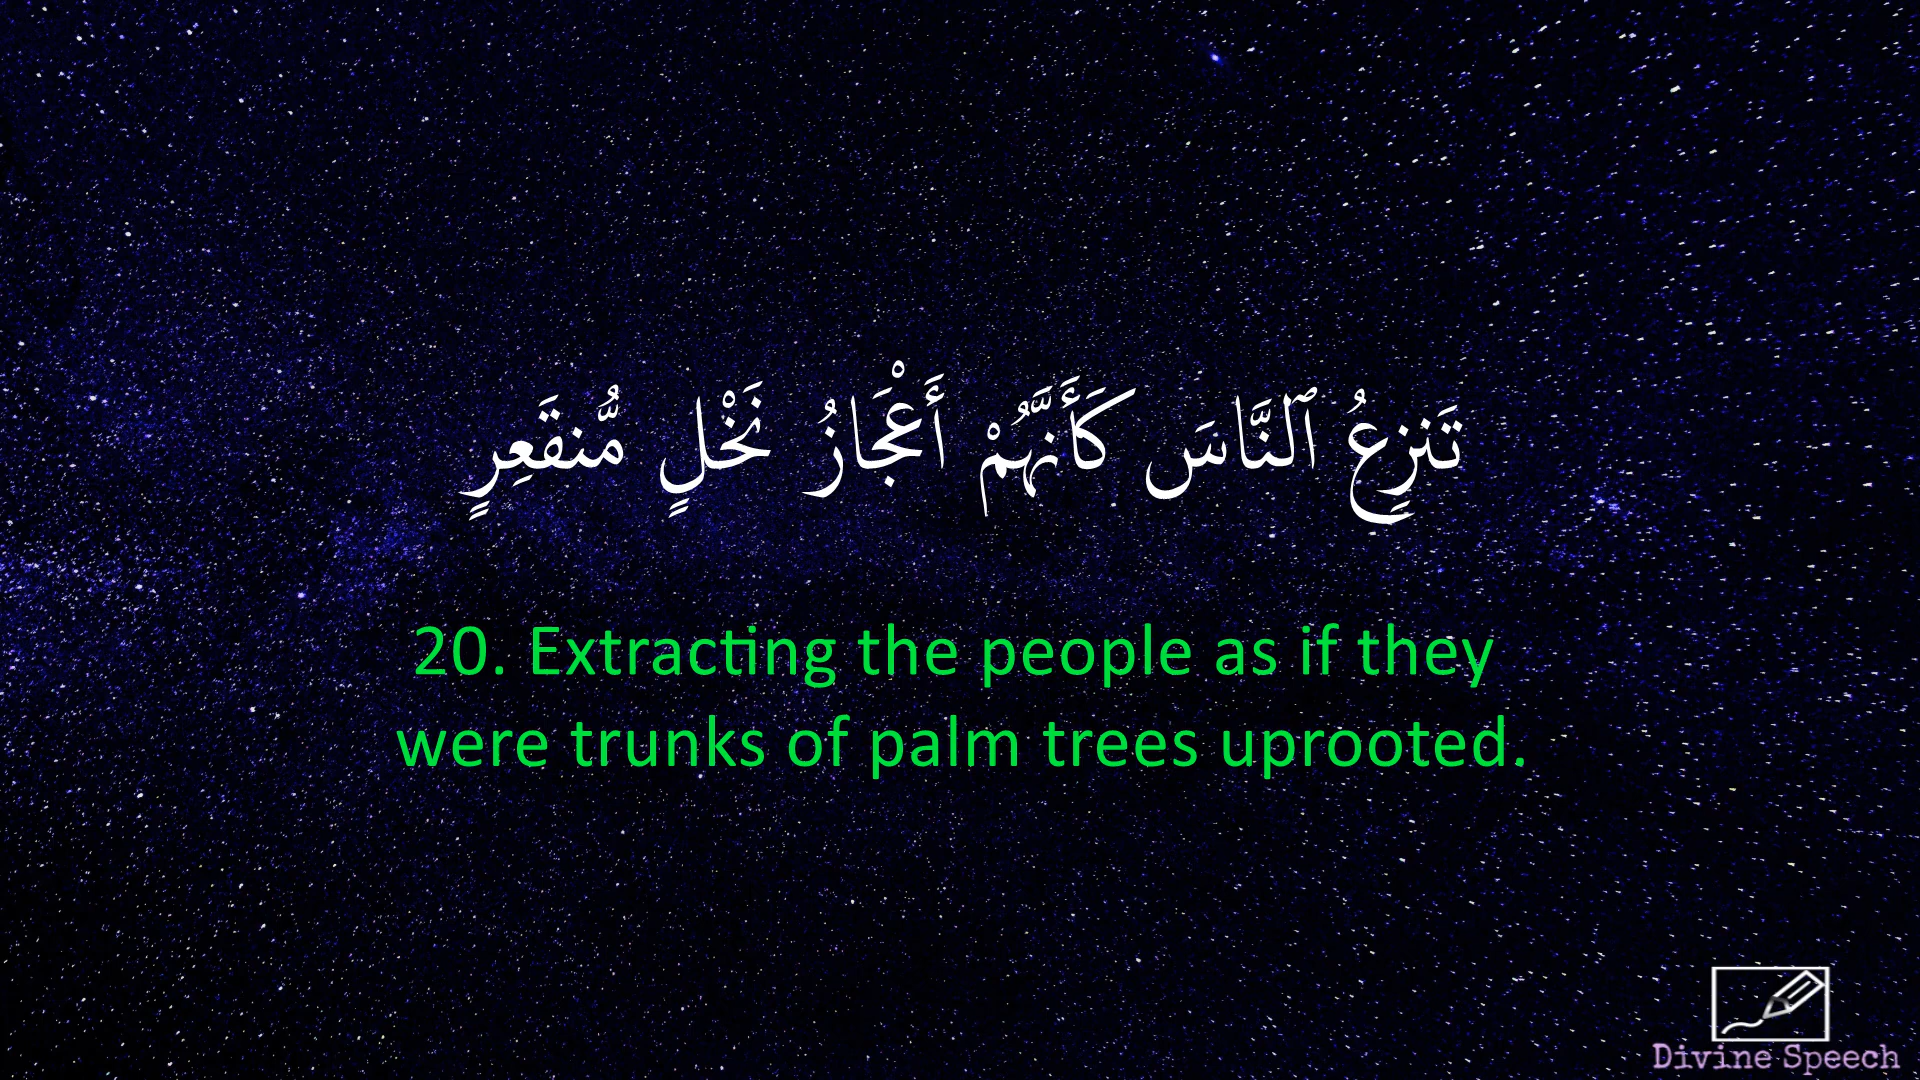 تَنزِعُ ٱلنَّاسَ كَأَنَّهُمْ أَعْجَازُ نَخْلٍ مُّنقَعِرٍ
20. Extracting the people as if they
were trunks of palm trees uprooted.
Divine Speech